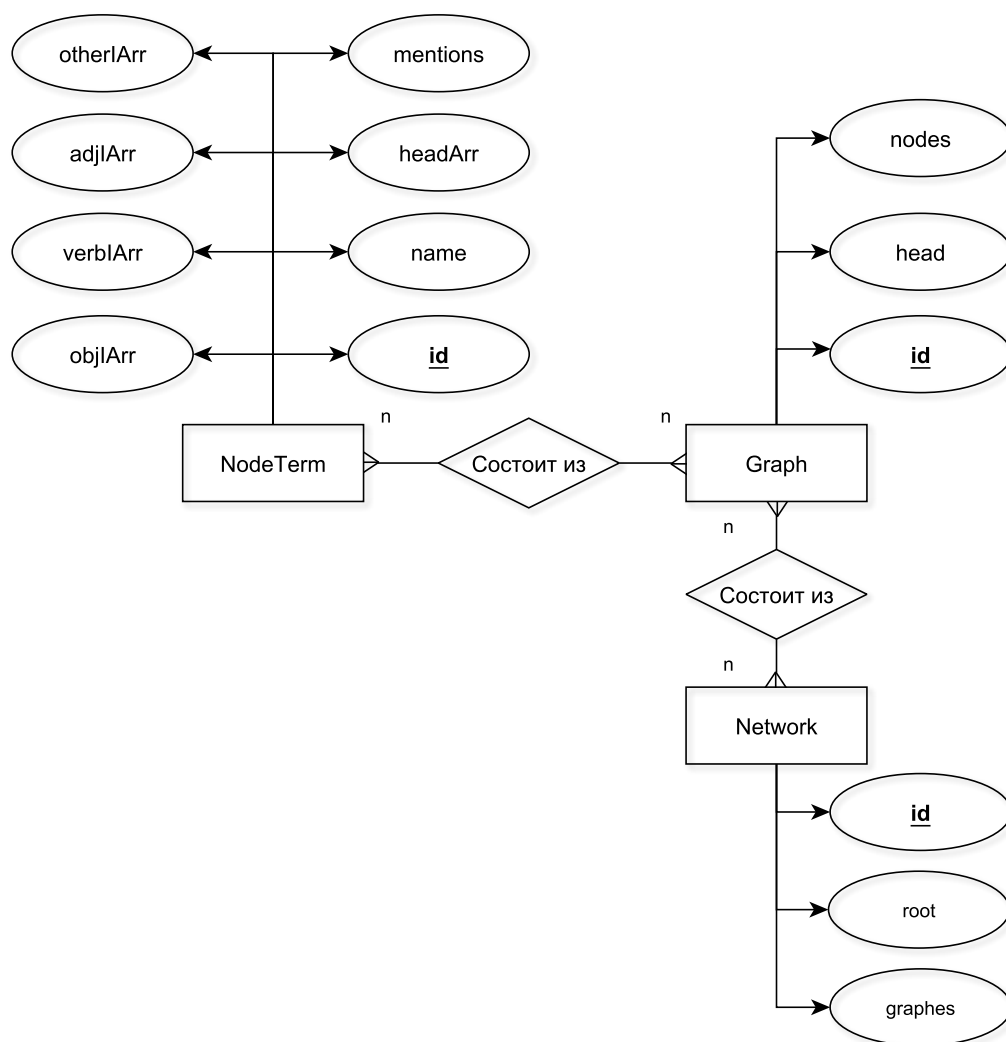 otherIArr
mentions
nodes
adjIArr
headArr
verbIArr
name
head
objIArr
id
id
n
n
NodeTerm
Состоит из
Graph
n
Состоит из
n
Network
id
root
graphes